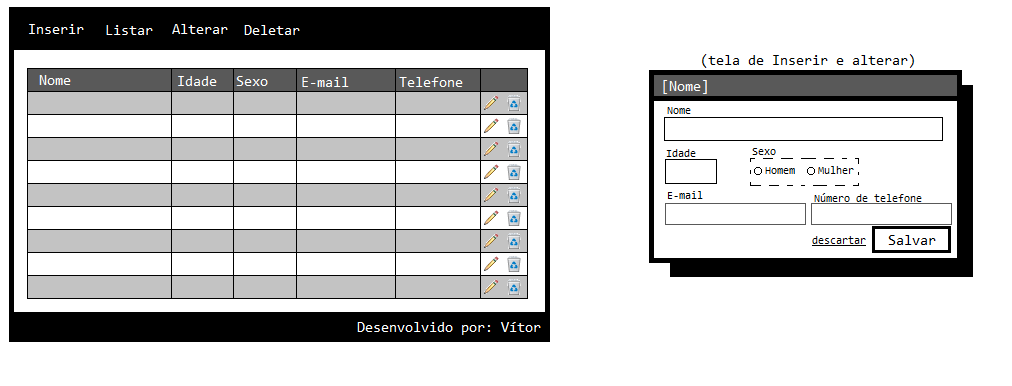 Inserir Listar Alterar Deletar
Nome Idade Sexo E-mail Telefone
Desenvolvido por: Vítor
(tela de Inserir e alterar)
[Nome]
Nome
Idade Sexo
Homem Mulher
E-mail Número de telefone
descartar Salvar